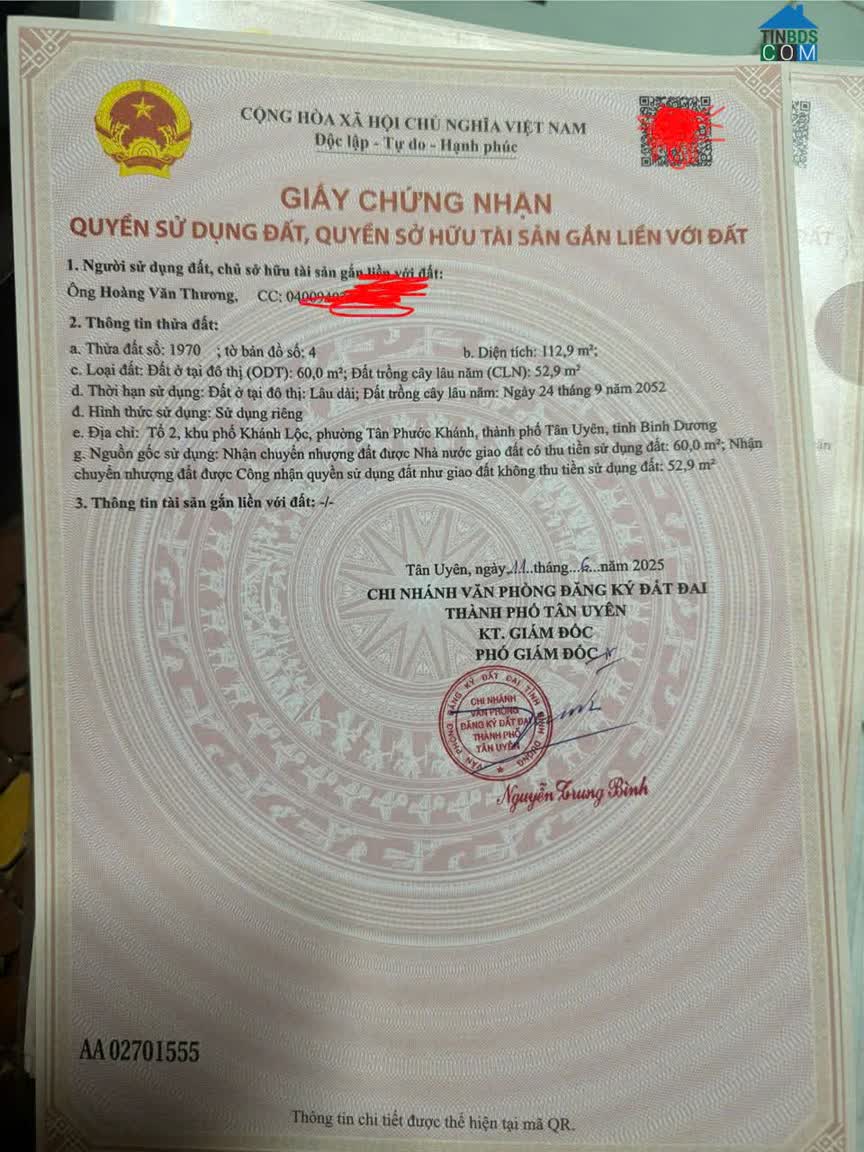 TINBDS
COM
CỘNG HÒA XÃ HỘI CHỦ NGHĨA VIỆT NAM
Độc lập - Tự do - Hạnh phúc
GIẤY CHỨNG NHẬN
QUYỀN SỬ DỤNG ĐẤT, QUYỀN SỞ HỮU TÀI SẢN GẮN LIỀN VỚI ĐẤT
1. Người sử dụng đất, chủ sở hữu tài sản gắn liền với đất:
Ông Hoàng Văn Thương, CC:
2. Thông tin thửa đất:
a. Thửa đất số: 1970 ; tờ bản đồ số: 4 b. Diện tích: 112,9 m²;
c. Loại đất: Đất ở tại đô thị (ODT): 60,0 m²; Đất trồng cây lâu năm (CLN): 52,9 m²
d. Thời hạn sử dụng: Đất ở tại đô thị: Lâu dài; Đất trồng cây lâu năm: Ngày 24 tháng 9 năm 2052
đ. Hình thức sử dụng: Sử dụng riêng
e. Địa chỉ: Tổ 2, khu phố Khánh Lộc, phường Tân Phước Khánh, thành phố Tân Uyên, tỉnh Bình Dương
g. Nguồn gốc sử dụng: Nhận chuyển nhượng đất được Nhà nước giao đất có thu tiền sử dụng đất: 60,0 m²; Nhận
chuyển nhượng đất được Công nhận quyền sử dụng đất như giao đất không thu tiền sử dụng đất: 52,9 m²
3. Thông tin tài sản gắn liền với đất: -/-
Tân Uyên, ngày 11 tháng 6 năm 2025
CHI NHÁNH VĂN PHÒNG ĐĂNG KÝ ĐẤT ĐAI
THÀNH PHỐ TÂN UYÊN
KT. GIÁM ĐỐC
PHÓ GIÁM ĐỐC
VĂN PHÒNG ĐĂNG KÝ ĐẤT ĐAI TỈNH BÌNH DƯƠNG
CHI NHÁNH
VĂN PHÒNG
ĐĂNG KÝ ĐẤT ĐAI
THÀNH PHỐ
TÂN UYÊN
Nguyễn Trung Bình
AA 02701555
Thông tin chi tiết được thể hiện tại mã QR.